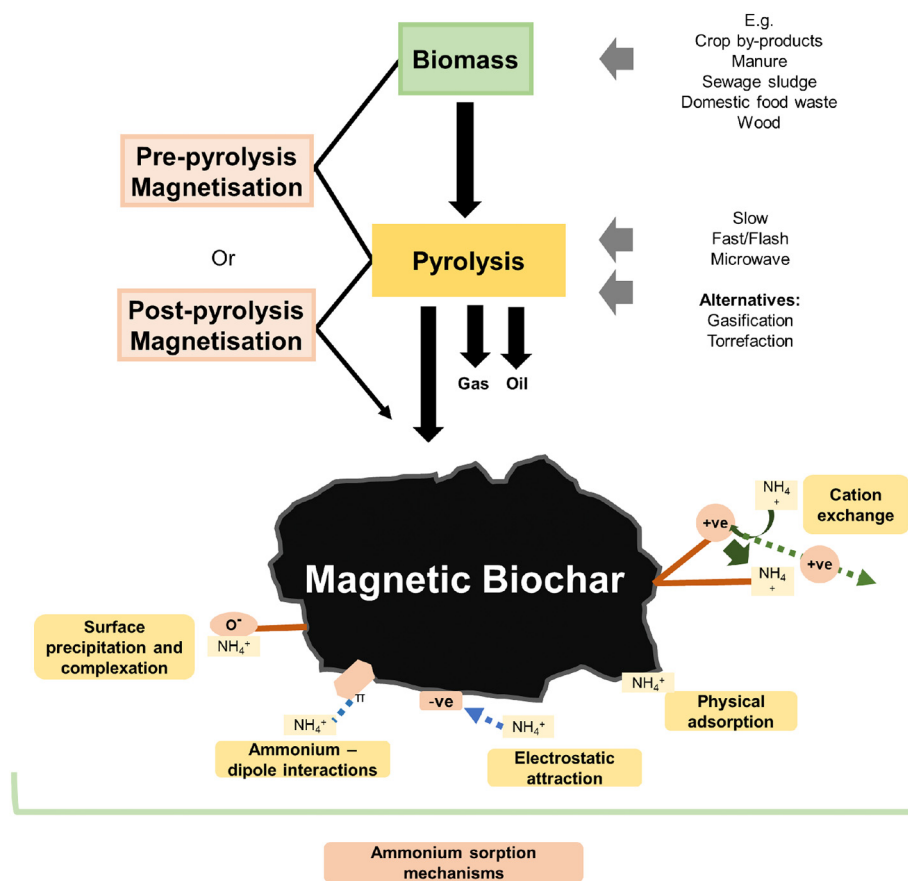 E.g.
Crop by-products
Manure
Sewage sludge
Domestic food waste
Wood
Biomass
Pre-pyrolysis
Magnetisation
Or
Post-pyrolysis
Magnetisation
Pyrolysis
Slow
Fast/Flash
Microwave
Alternatives:
Gasification
Torrefaction
Gas
Oil
Magnetic Biochar
NH4
+
Cation
exchange
+ve
+ve
NH4
+
Surface
precipitation and
complexation
O⁻
NH₄⁺
π
NH₄⁺
Ammonium –
dipole interactions
-ve
NH₄⁺
Electrostatic
attraction
NH₄⁺
Physical
adsorption
Ammonium sorption
mechanisms